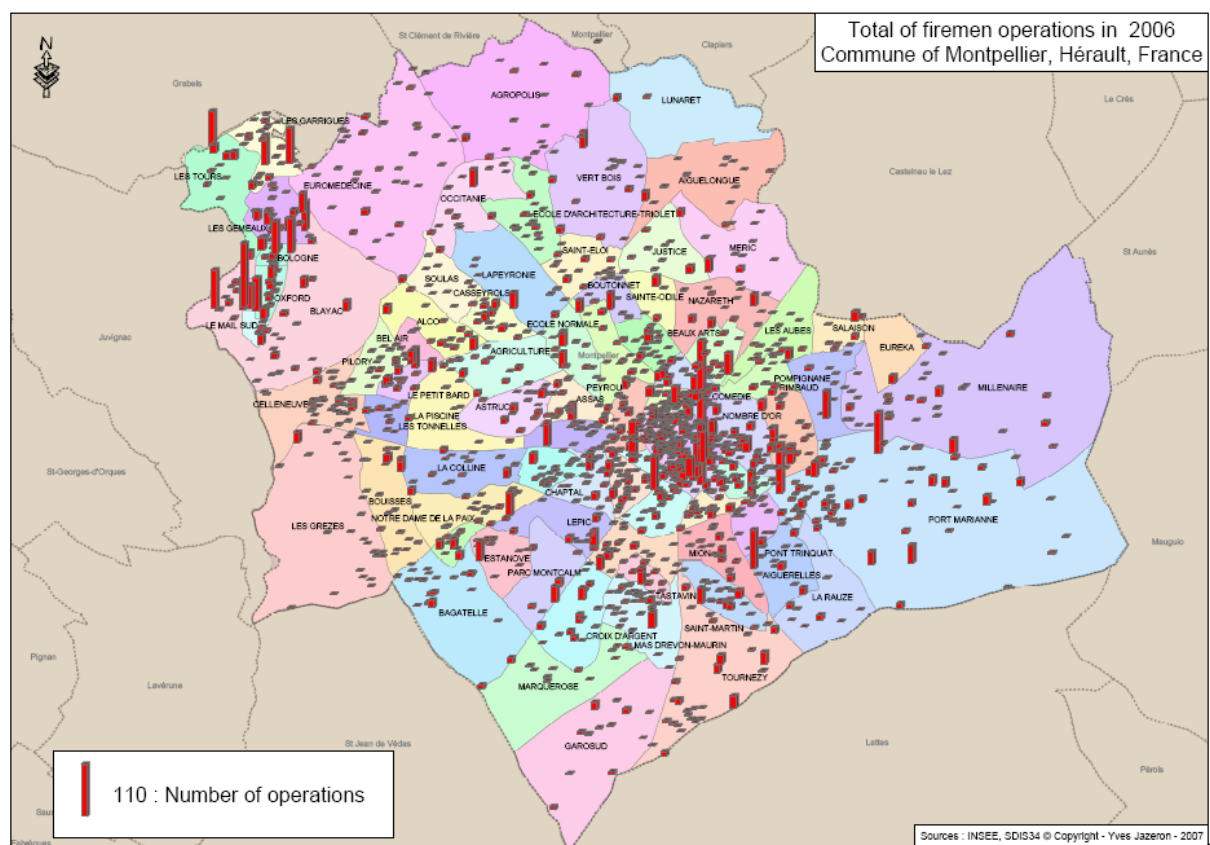 Total of firemen operations in 2006
Commune of Montpellier, Hérault, France
N
St Clément de Rivière
Montpellier
Clapiers
Grabels
Le Crès
AGROPOLIS
LUNARET
LES GARRIGUES
Castelnau le Lez
LES TOURS
EUROMEDECINE
VERT BOIS
AIGUELONGUE
OCCITANIE
ECOLE D'ARCHITECTURE-TRIOLET
LES GEMEAUX
St Aunès
SAINT-ELOI
JUSTICE
MERIC
BOLOGNE
SOULAS
LAPEYRONIE
CASSEYROLS
BOUTONNET
SAINTE-ODILE
NAZARETH
OXFORD
BLAYAC
LE MAIL SUD
ALCO
ECOLE NORMALE
BEAUX ARTS
LES AUBES
SALAISON
Juvignac
BEL AIR
EUREKA
PILORY
AGRICULTURE
Montpellier
POMPIGNANE
RIMBAUD
MILLENAIRE
PEYROU
LE PETIT BARD
ASSAS
COMEDIE
CELLENEUVE
ASTRUC
LA PISCINE
NOMBRE D'OR
LES TONNELLES
St-Georges-d'Orques
LA COLLINE
CHAPTAL
BOUISSES
LES GREZES
NOTRE DAME DE LA PAIX
LEPIC
PORT MARIANNE
Mauguio
ESTANOVE
MION
PONT TRINQUAT
PARC MONTCALM
AIGUERELLES
TASTAVIN
LA RAUZE
BAGATELLE
SAINT-MARTIN
CROIX D'ARGENT
MAS DREVON-MAURIN
Pignan
TOURNEZY
Lavérune
MARQUEROSE
St Jean de Védas
GAROSUD
Lattes
Pérols
110 : Number of operations
Sources : INSEE, SDIS34 © Copyright - Yves Jazeron - 2007